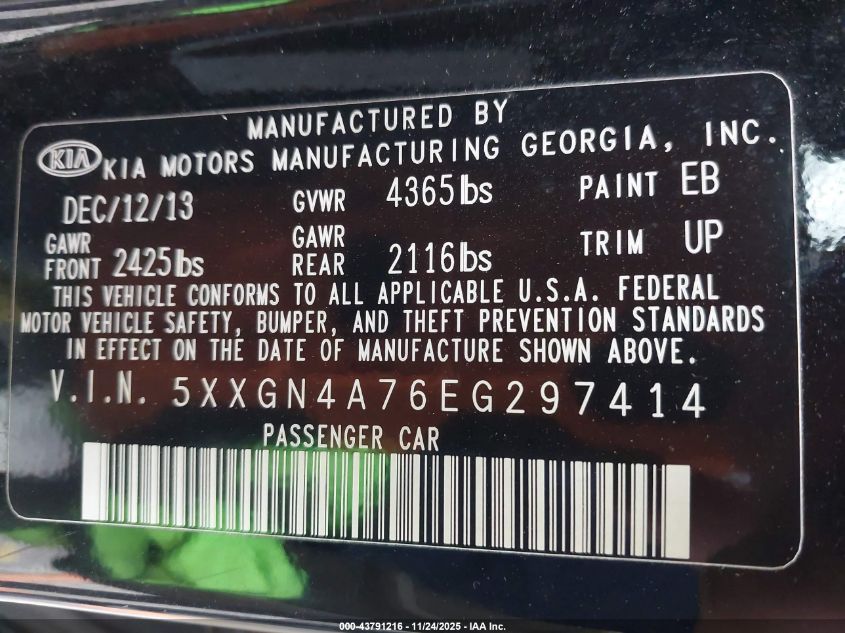 MANUFACTURED BY
KIA KIA MOTORS MANUFACTURING GEORGIA, INC.
DEC/12/13 GVWR 4365lbs PAINT EB
GAWR FRONT 2425lbs GAWR REAR 2116lbs TRIM UP
THIS VEHICLE CONFORMS TO ALL APPLICABLE U.S.A. FEDERAL
MOTOR VEHICLE SAFETY, BUMPER, AND THEFT PREVENTION STANDARDS
IN EFFECT ON THE DATE OF MANUFACTURE SHOWN ABOVE.
V.I.N. 5XXGN4A76EG297414
PASSENGER CAR
000-43791216 - 11/24/2025 - IAA Inc.